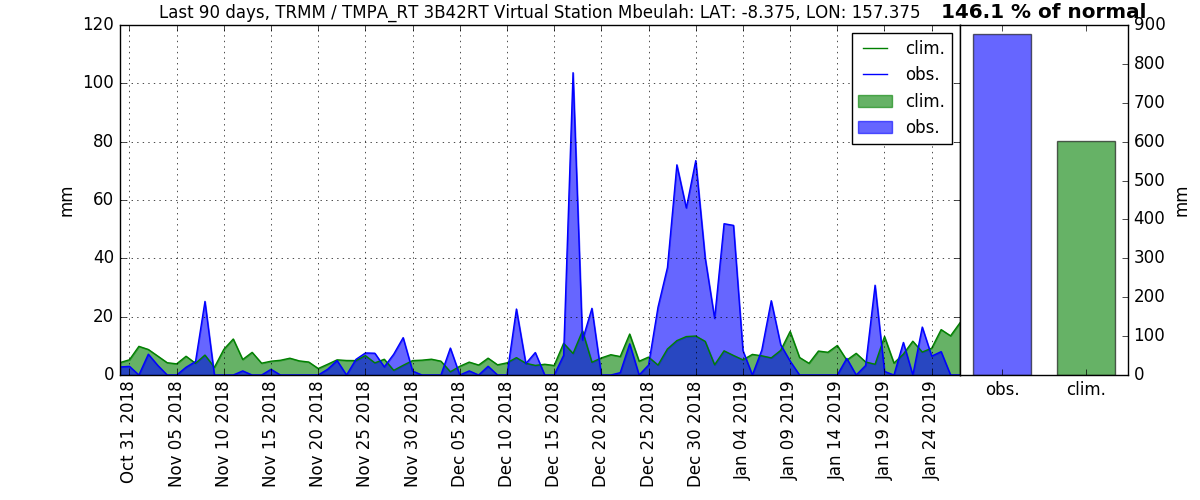 Last 90 days, TRMM / TMPA_RT 3B42RT Virtual Station Mbeulah: LAT: -8.375, LON: 157.375
146.1 % of normal
120
100
80
60
40
20
0
mm
clim.
obs.
clim.
obs.
Oct 31 2018
Nov 05 2018
Nov 10 2018
Nov 15 2018
Nov 20 2018
Nov 25 2018
Nov 30 2018
Dec 05 2018
Dec 10 2018
Dec 15 2018
Dec 20 2018
Dec 25 2018
Dec 30 2018
Jan 04 2019
Jan 09 2019
Jan 14 2019
Jan 19 2019
Jan 24 2019
900
800
700
600
500
400
300
200
100
0
mm
obs.
clim.